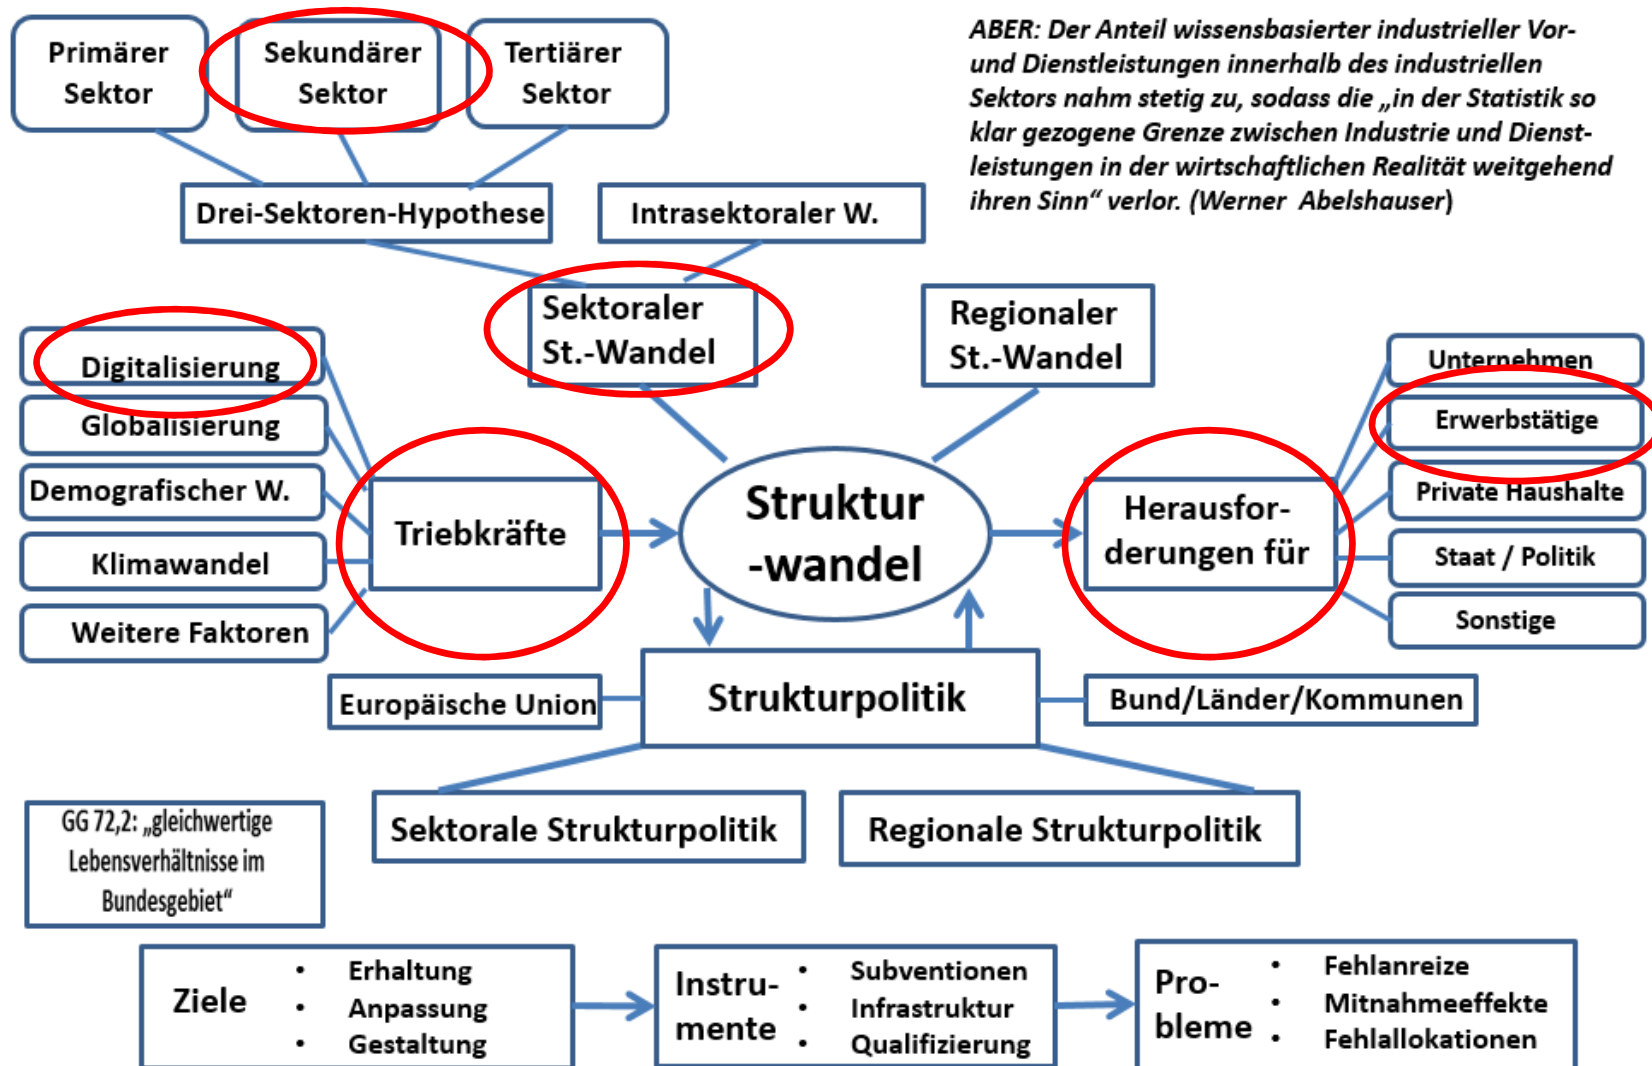 Primärer
Sektor
Sekundärer
Sektor
Tertiärer
Sektor
ABER: Der Anteil wissensbasierter industrieller Vor-
und Dienstleistungen innerhalb des industriellen
Sektors nahm stetig zu, sodass die „in der Statistik so
klar gezogene Grenze zwischen Industrie und Dienst-
leistungen in der wirtschaftlichen Realität weitgehend
ihren Sinn“ verlor. (Werner Abelshauser)
Drei-Sektoren-Hypothese
Intrasektoraler W.
Sektoraler
St.-Wandel
Regionaler
St.-Wandel
Digitalisierung
Globalisierung
Demografischer W.
Klimawandel
Weitere Faktoren
Triebkräfte
Struktur
-wandel
Herausfor-
derungen für
Unternehmen
Erwerbstätige
Private Haushalte
Staat / Politik
Sonstige
Europäische Union
Strukturpolitik
Bund/Länder/Kommunen
Sektorale Strukturpolitik
Regionale Strukturpolitik
GG 72,2: „gleichwertige
Lebensverhältnisse im
Bundesgebiet“
Ziele
• Erhaltung
• Anpassung
• Gestaltung
Instru-
mente
• Subventionen
• Infrastruktur
• Qualifizierung
Pro-
bleme
• Fehlanreize
• Mitnahmeeffekte
• Fehlallokationen